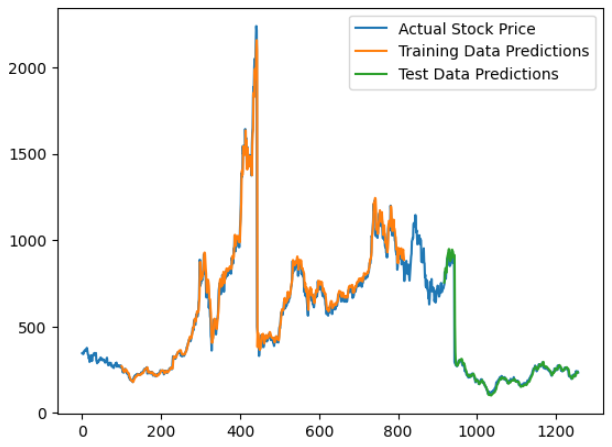 Actual Stock Price
Training Data Predictions
Test Data Predictions
2000
1500
1000
500
0
0 200 400 600 800 1000 1200